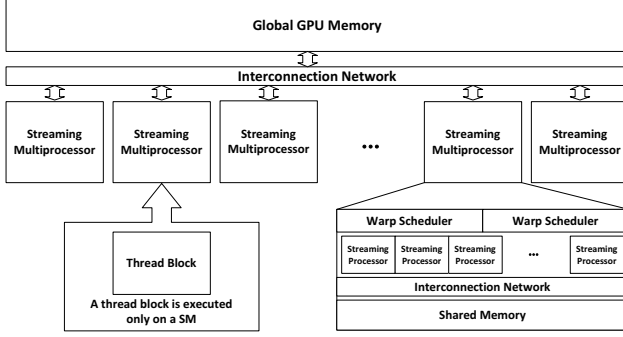 Global GPU Memory
Interconnection Network
Streaming
Multiprocessor
Streaming
Multiprocessor
Streaming
Multiprocessor
...
Streaming
Multiprocessor
Streaming
Multiprocessor
Thread Block
A thread block is executed
only on a SM
Warp Scheduler
Warp Scheduler
Streaming
Processor
Streaming
Processor
Streaming
Processor
...
Streaming
Processor
Interconnection Network
Shared Memory